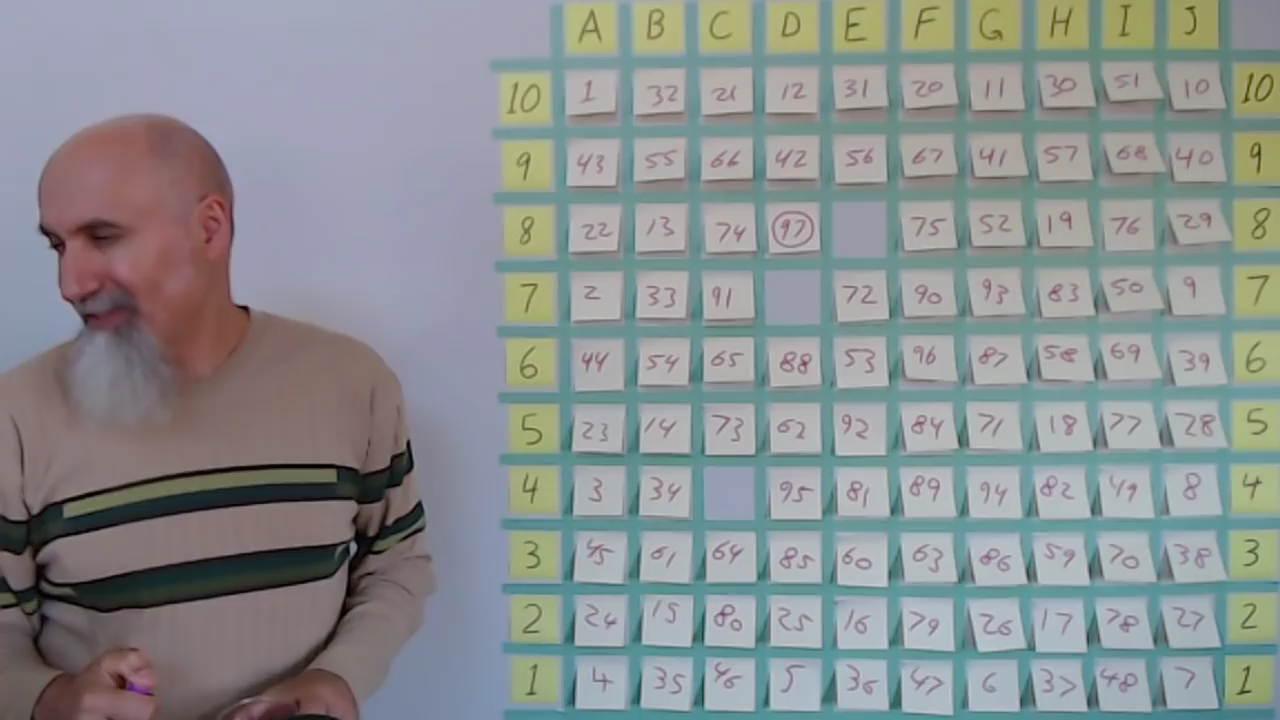 A B C D E F G H I J
10 1 32 21 12 31 20 11 30 51 10 10
9 43 55 66 42 56 67 41 57 68 40 9
8 22 13 74 97 75 52 19 76 29 8
7 2 33 91 72 90 93 83 50 9 7
6 44 54 65 88 53 96 87 58 69 39 6
5 23 14 73 62 92 84 71 18 77 28 5
4 3 34 95 81 89 94 82 49 8 4
3 45 61 64 85 60 63 86 59 70 38 3
2 24 15 80 25 16 79 26 17 78 27 2
1 4 35 46 5 36 47 6 37 48 7 1